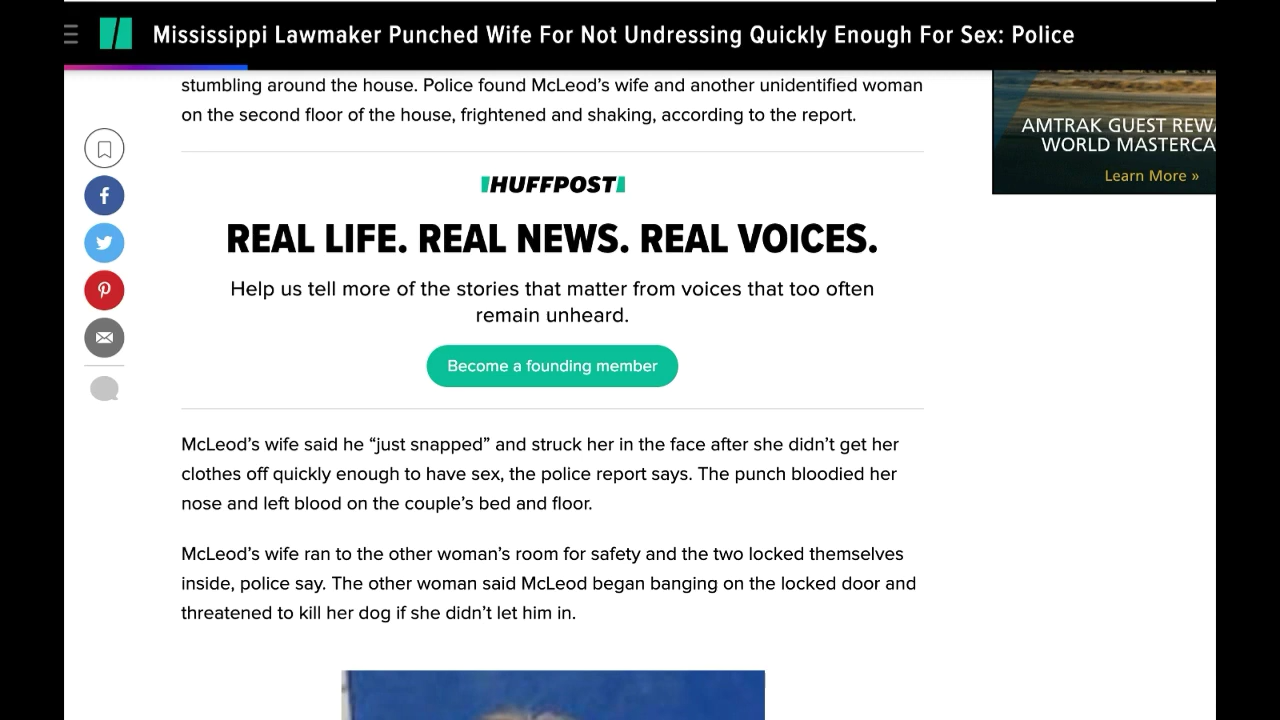 Mississippi Lawmaker Punched Wife For Not Undressing Quickly Enough For Sex: Police
stumbling around the house. Police found McLeod’s wife and another unidentified woman
on the second floor of the house, frightened and shaking, according to the report.
AMTRAK GUEST REWA
WORLD MASTERCA
Learn More »
HUFFPOST
REAL LIFE. REAL NEWS. REAL VOICES.
Help us tell more of the stories that matter from voices that too often
remain unheard.
Become a founding member
McLeod’s wife said he “just snapped” and struck her in the face after she didn’t get her
clothes off quickly enough to have sex, the police report says. The punch bloodied her
nose and left blood on the couple’s bed and floor.
McLeod’s wife ran to the other woman’s room for safety and the two locked themselves
inside, police say. The other woman said McLeod began banging on the locked door and
threatened to kill her dog if she didn’t let him in.